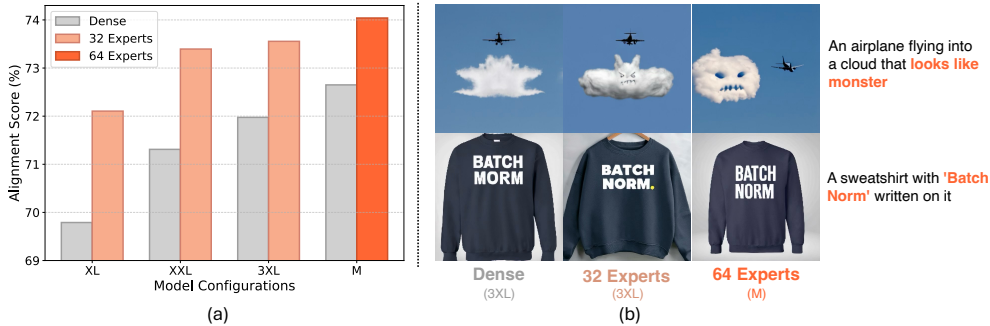 74
73
72
71
70
69
Alignment Score (%)
Dense
32 Experts
64 Experts
XL
XXL
3XL
M
Model Configurations
(a)
BATCH
MORM
BATCH
NORM.
BATCH
NORM
Dense
(3XL)
32 Experts
(3XL)
64 Experts
(M)
(b)
An airplane flying into
a cloud that looks like
monster
A sweatshirt with 'Batch
Norm' written on it